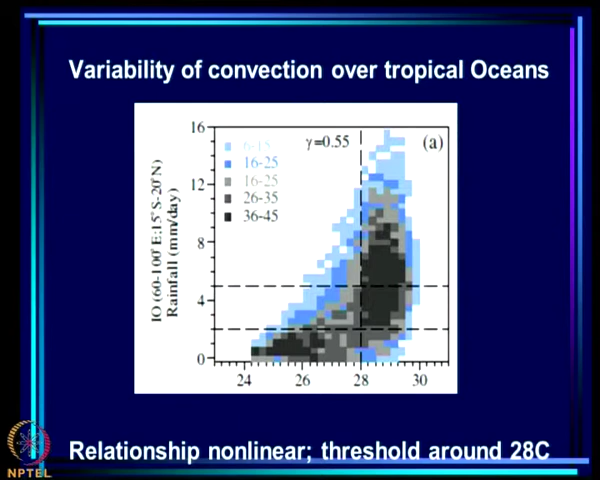 Variability of convection over tropical Oceans
16
γ=0.55
(a)
6-15
16-25
16-25
26-35
36-45
12
8
4
0
IO (60-100°E:15°S-20°N)
Rainfall (mm/day)
24 26 28 30
Relationship nonlinear; threshold around 28C
NPTEL